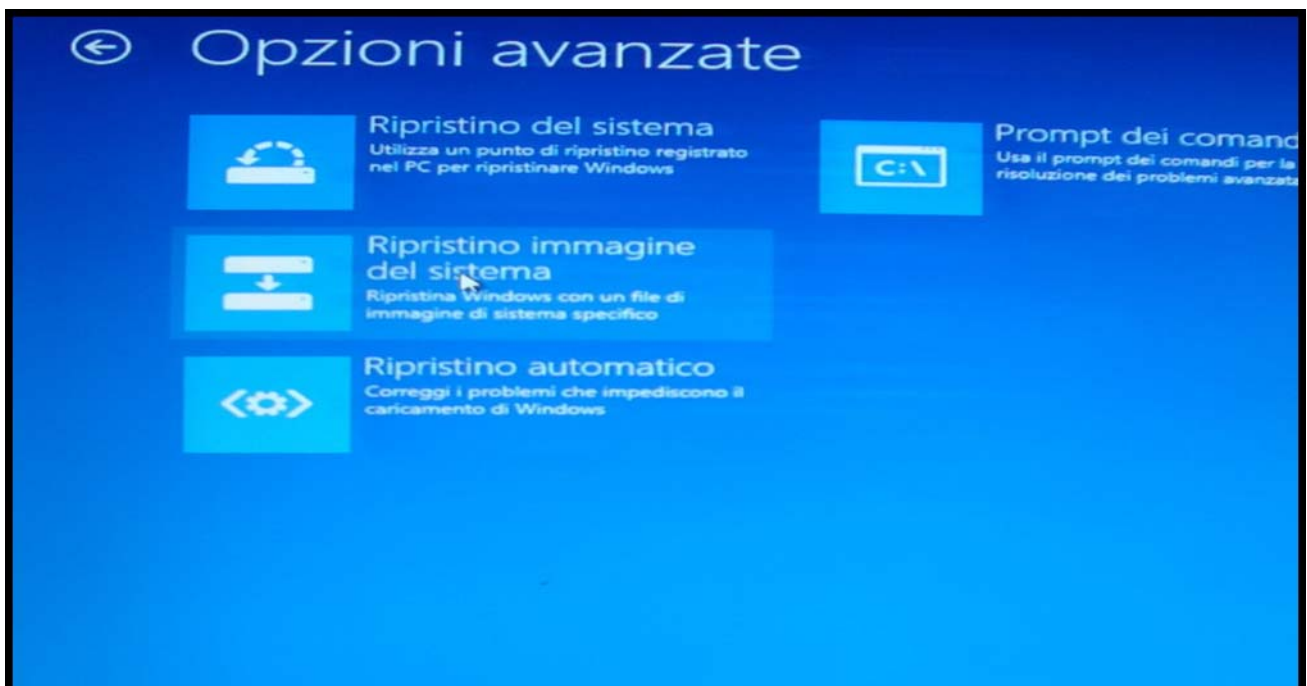 Opzioni avanzate
Ripristino del sistema
Utilizza un punto di ripristino registrato
nel PC per ripristinare Windows
Ripristino immagine
del sistema
Ripristina Windows con un file di
immagine di sistema specifico
Ripristino automatico
Correggi i problemi che impediscono il
caricamento di Windows
C:\
Prompt dei comand
Usa il prompt dei comandi per la
risoluzione dei problemi avanzata